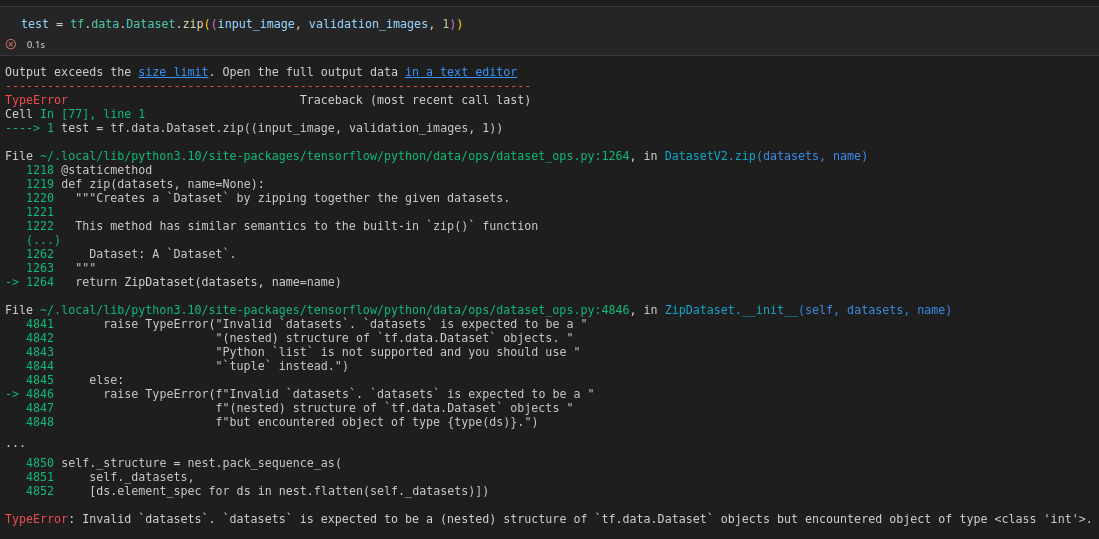 test = tf.data.Dataset.zip((input_image, validation_images, 1))
0.1s
Output exceeds the size limit. Open the full output data in a text editor
---------------------------------------------------------------------------
TypeError                                 Traceback (most recent call last)
Cell In [77], line 1
----> 1 test = tf.data.Dataset.zip((input_image, validation_images, 1))
File ~/.local/lib/python3.10/site-packages/tensorflow/python/data/ops/dataset_ops.py:1264, in DatasetV2.zip(datasets, name)
   1218 @staticmethod
   1219 def zip(datasets, name=None):
   1220   """Creates a `Dataset` by zipping together the given datasets.
   1221
   1222   This method has similar semantics to the built-in `zip()` function
   (...)
   1262     Dataset: A `Dataset`.
   1263   """
-> 1264   return ZipDataset(datasets, name=name)
File ~/.local/lib/python3.10/site-packages/tensorflow/python/data/ops/dataset_ops.py:4846, in ZipDataset.__init__(self, datasets, name)
   4841       raise TypeError("Invalid `datasets`. `datasets` is expected to be a "
   4842                       "(nested) structure of `tf.data.Dataset` objects. "
   4843                       "Python `list` is not supported and you should use "
   4844                       "`tuple` instead.")
   4845     else:
-> 4846       raise TypeError(f"Invalid `datasets`. `datasets` is expected to be a "
   4847                       f"(nested) structure of `tf.data.Dataset` objects "
   4848                       f"but encountered object of type {type(ds)}.")
...
   4850 self._structure = nest.pack_sequence_as(
   4851     self._datasets,
   4852     [ds.element_spec for ds in nest.flatten(self._datasets)])
TypeError: Invalid `datasets`. `datasets` is expected to be a (nested) structure of `tf.data.Dataset` objects but encountered object of type <class 'int'>.